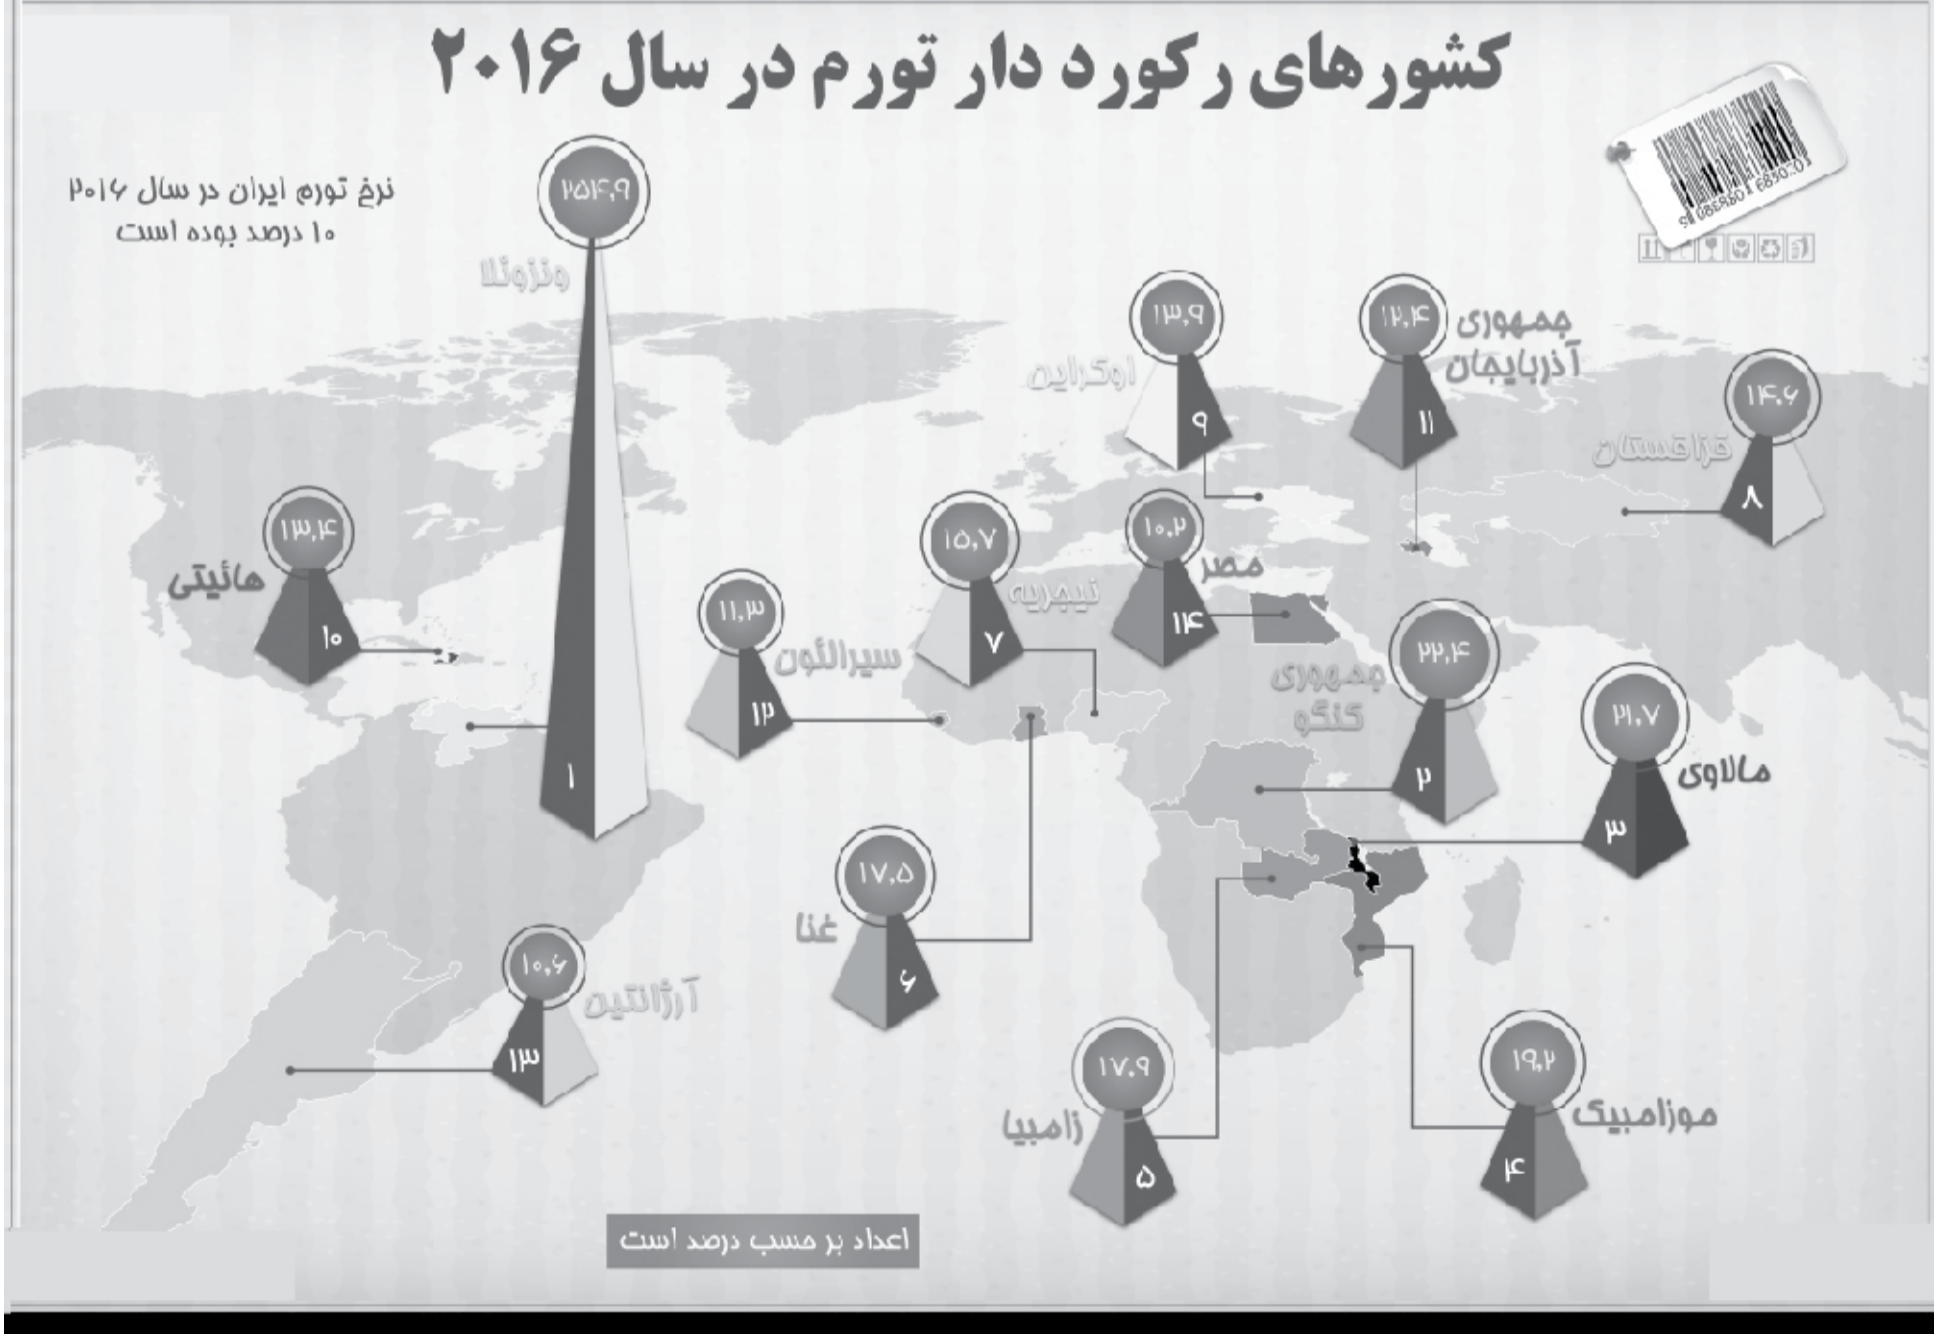 کشورهای رکورد دار تورم در سال ۲۰۱۶
نرخ تورم ایران در سال ۲۰۱۶
۱۰ درصد بوده است
۲۵۴,۹
ونزوئلا
۱
۱۳,۹
اوکراین
۹
۱۲,۴
جمهوری
آذربایجان
۱۱
۱۴.۶
قزاقستان
۸
۱۳,۴
هائیتی
۱۰
۱۱,۳
سیرالئون
۱۲
۱۵,۷
نیجریه
۷
۱۰,۲
مصر
۱۴
۲۲,۴
جمهوری
کنگو
۲
۲۱.۷
مالاوی
۳
۱۷,۵
غنا
۶
۱۰,۶
آرژانتین
۱۳
۱۷.۹
زامبیا
۵
۱۹,۲
موزامبیک
۴
اعداد بر حسب درصد است